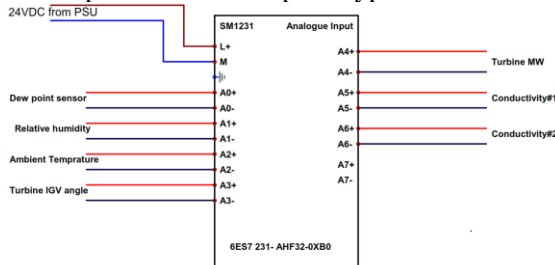 24VDC from PSU
SM1231 Analogue Input
L+
M
A0+
Dew point sensor
A0-
A1+
Relative humidity
A1-
A2+
Ambient Temprature
A2-
A3+
Turbine IGV angle
A3-
A4+
Turbine MW
A4-
A5+
Conductivity#1
A5-
A6+
Conductivity#2
A6-
A7+
A7-
6ES7 231- AHF32-0XB0